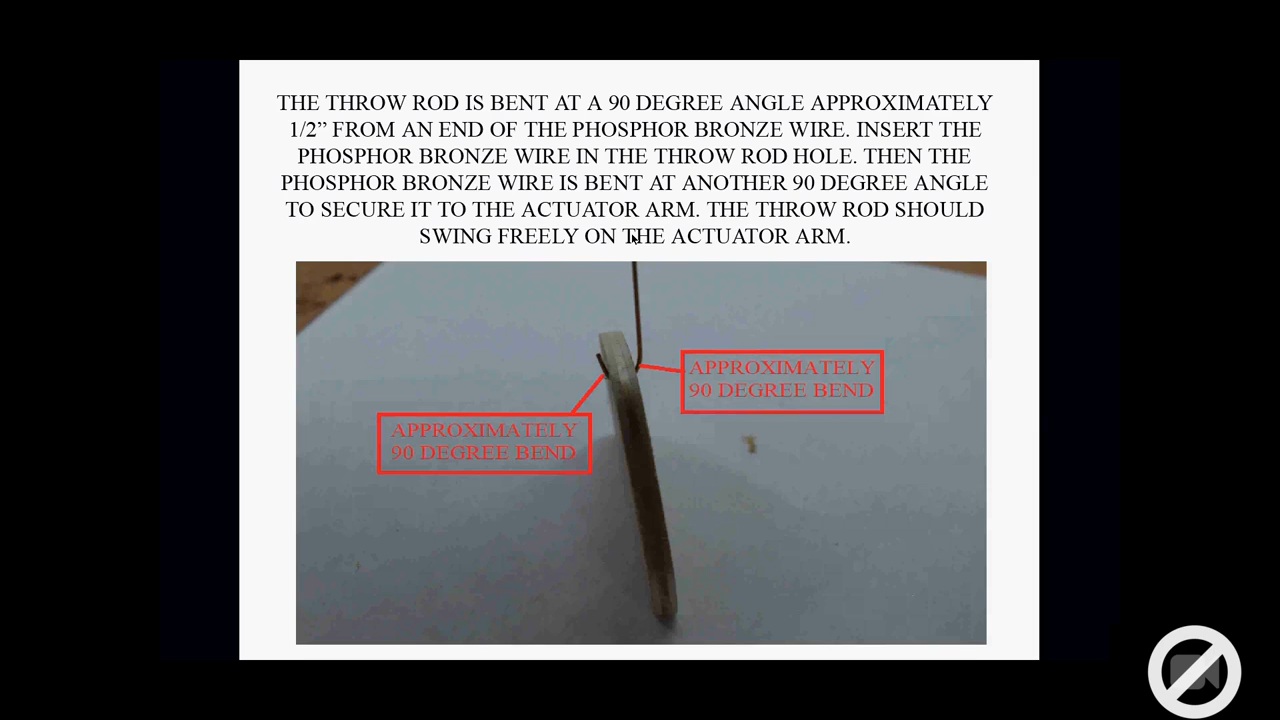 THE THROW ROD IS BENT AT A 90 DEGREE ANGLE APPROXIMATELY
1/2” FROM AN END OF THE PHOSPHOR BRONZE WIRE. INSERT THE
PHOSPHOR BRONZE WIRE IN THE THROW ROD HOLE. THEN THE
PHOSPHOR BRONZE WIRE IS BENT AT ANOTHER 90 DEGREE ANGLE
TO SECURE IT TO THE ACTUATOR ARM. THE THROW ROD SHOULD
SWING FREELY ON THE ACTUATOR ARM.
APPROXIMATELY
90 DEGREE BEND
APPROXIMATELY
90 DEGREE BEND